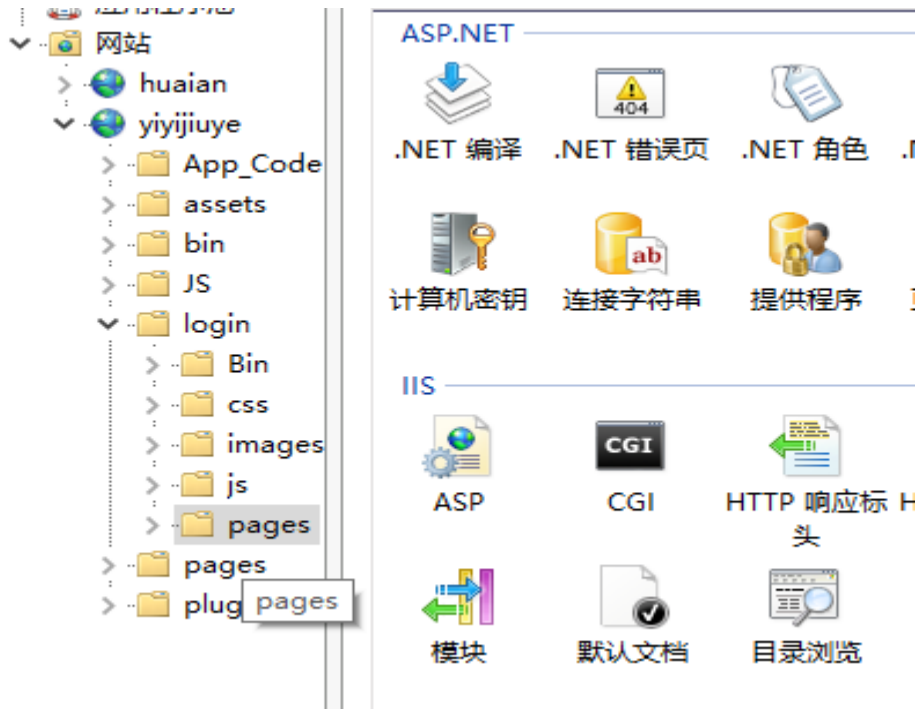 网站
huaian
yiyijiuye
App_Code
assets
bin
JS
login
Bin
css
images
js
pages
pages
plug
pages
ASP.NET
.NET 编译
.NET 错误页
.NET 角色
404
计算机密钥
连接字符串
提供程序
ab
IIS
ASP
CGI
CGI
HTTP 响应标
头
模块
默认文档
目录浏览